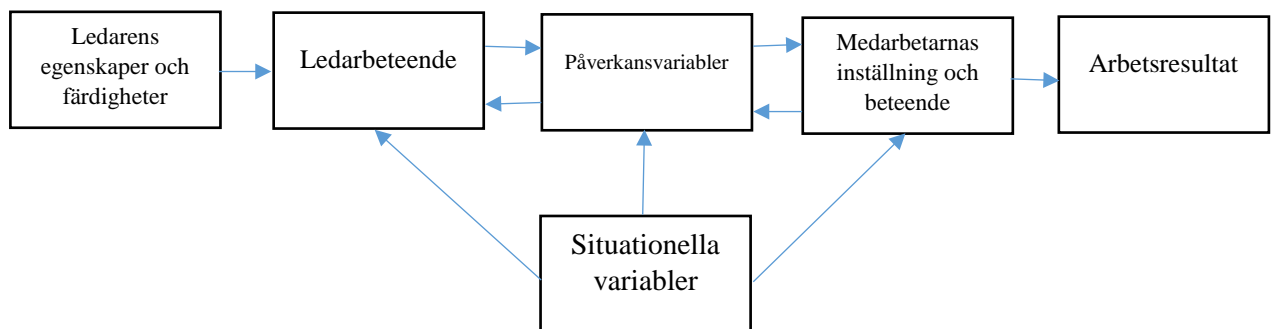 Ledarens
egenskaper och
färdigheter
Ledarbeteende
Påverkansvariabler
Medarbetarnas
inställning och
beteende
Arbetsresultat
Situationella
variabler